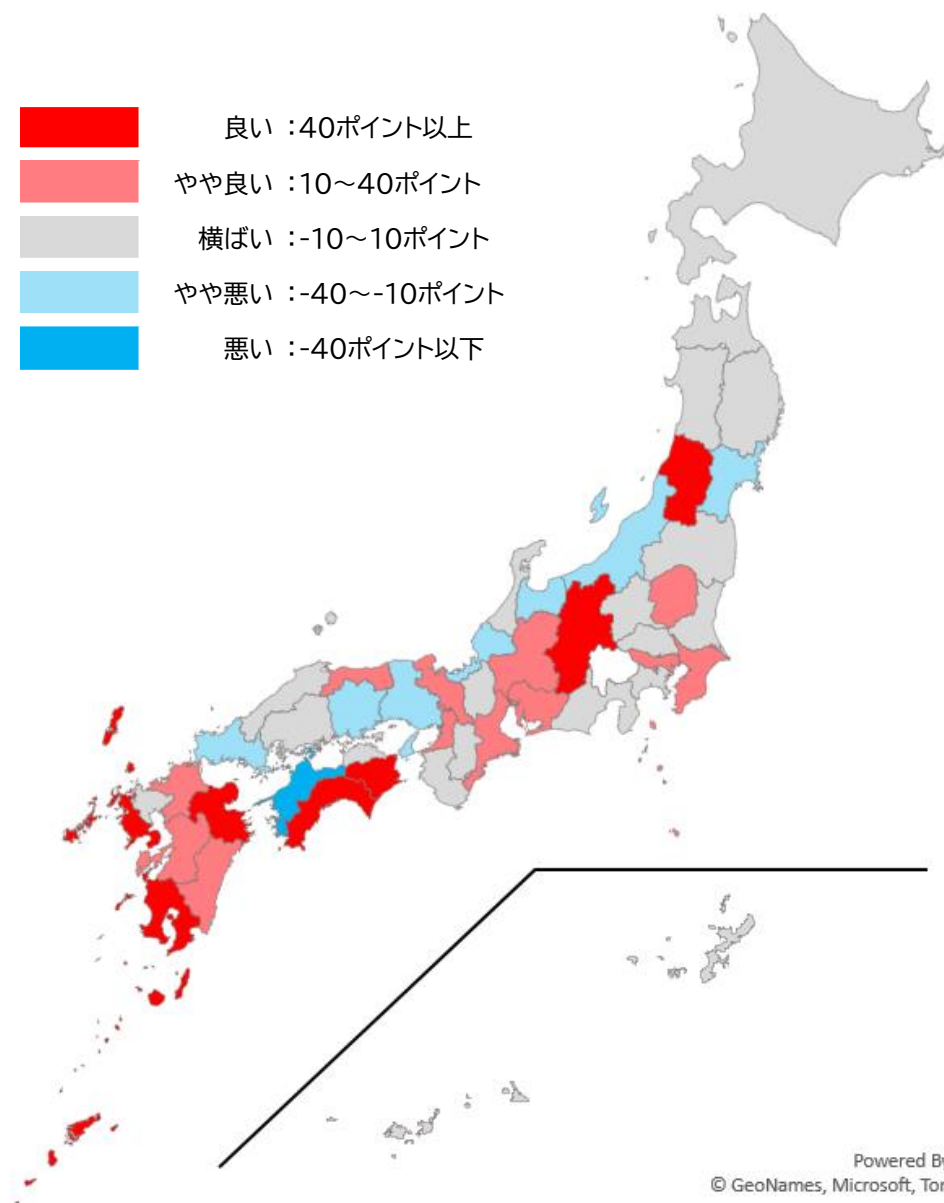 良い：40ポイント以上
やや良い：10～40ポイント
横ばい：-10～10ポイント
やや悪い：-40～-10ポイント
悪い：-40ポイント以下
Powered By
© GeoNames, Microsoft, Tom